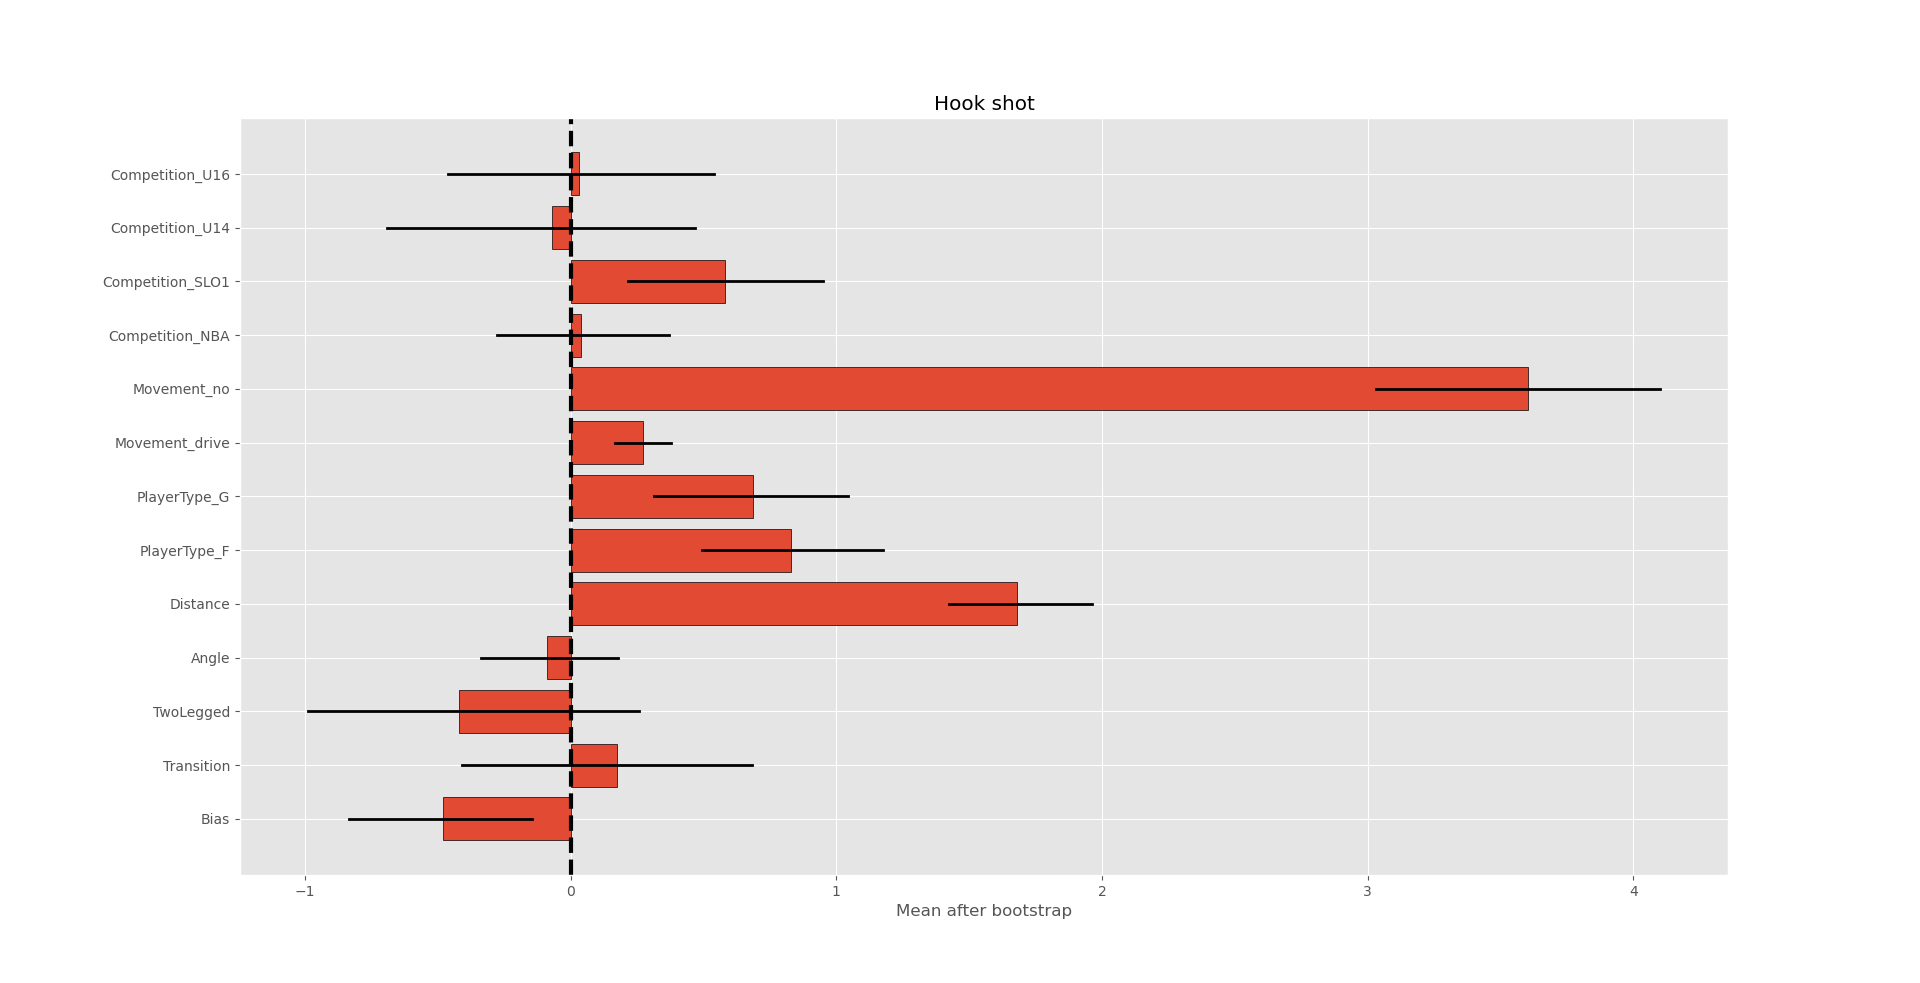 Hook shot
Competition_U16
Competition_U14
Competition_SLO1
Competition_NBA
Movement_no
Movement_drive
PlayerType_G
PlayerType_F
Distance
Angle
TwoLegged
Transition
Bias
−1 0 1 2 3 4
Mean after bootstrap